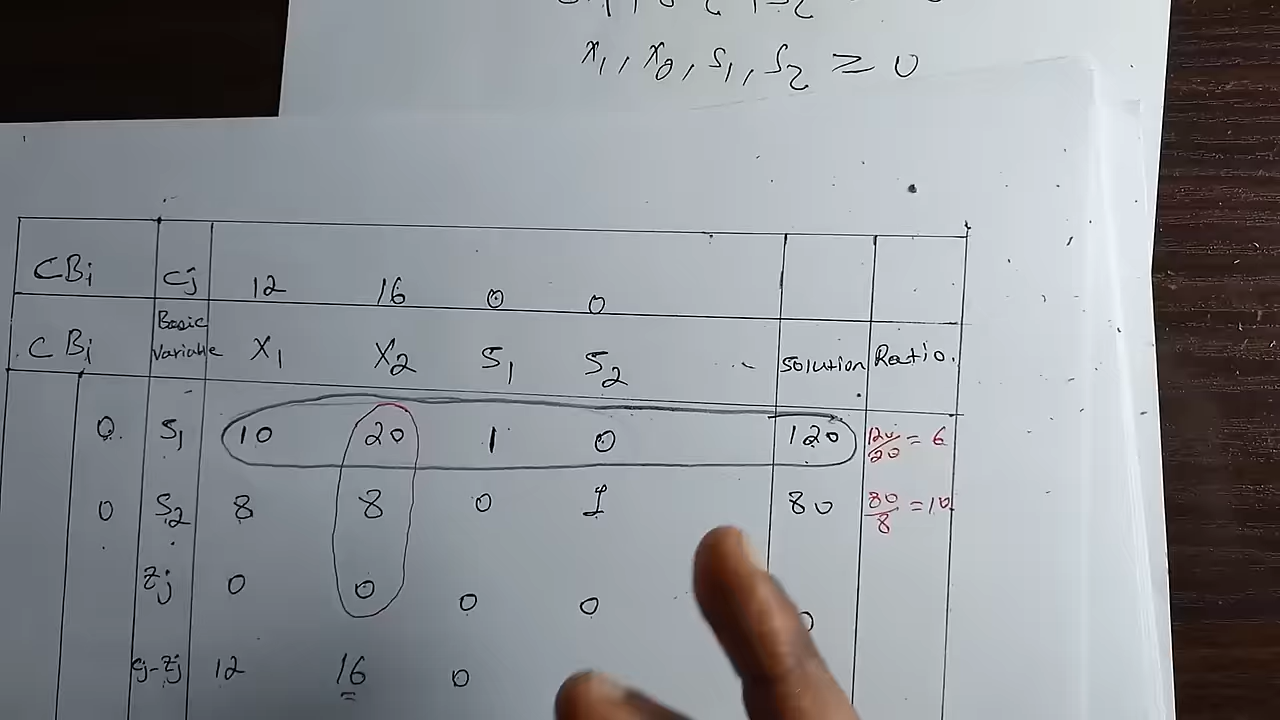 x₁, x₀, s₁, s₂ ≥ 0
CBi Cj 12 16 0 0
CBi Basic Variable X₁ X₂ S₁ S₂ .. Solution Ratio.
0. S₁ 10 20 1 0 120 120/20 = 6
0 S₂ 8 8 0 1 80 80/8 = 10
Zj 0 0 0 0
Cj-Zj 12 16 0